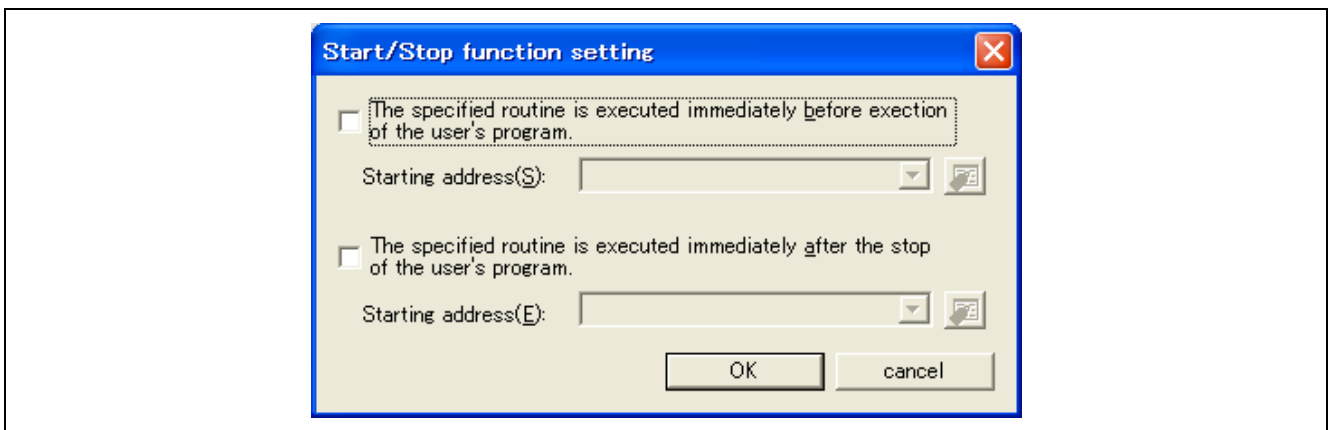 Start/Stop function setting
The specified routine is executed immediately before exection
of the user's program.
Starting address(S):
The specified routine is executed immediately after the stop
of the user's program.
Starting address(E):
OK
cancel